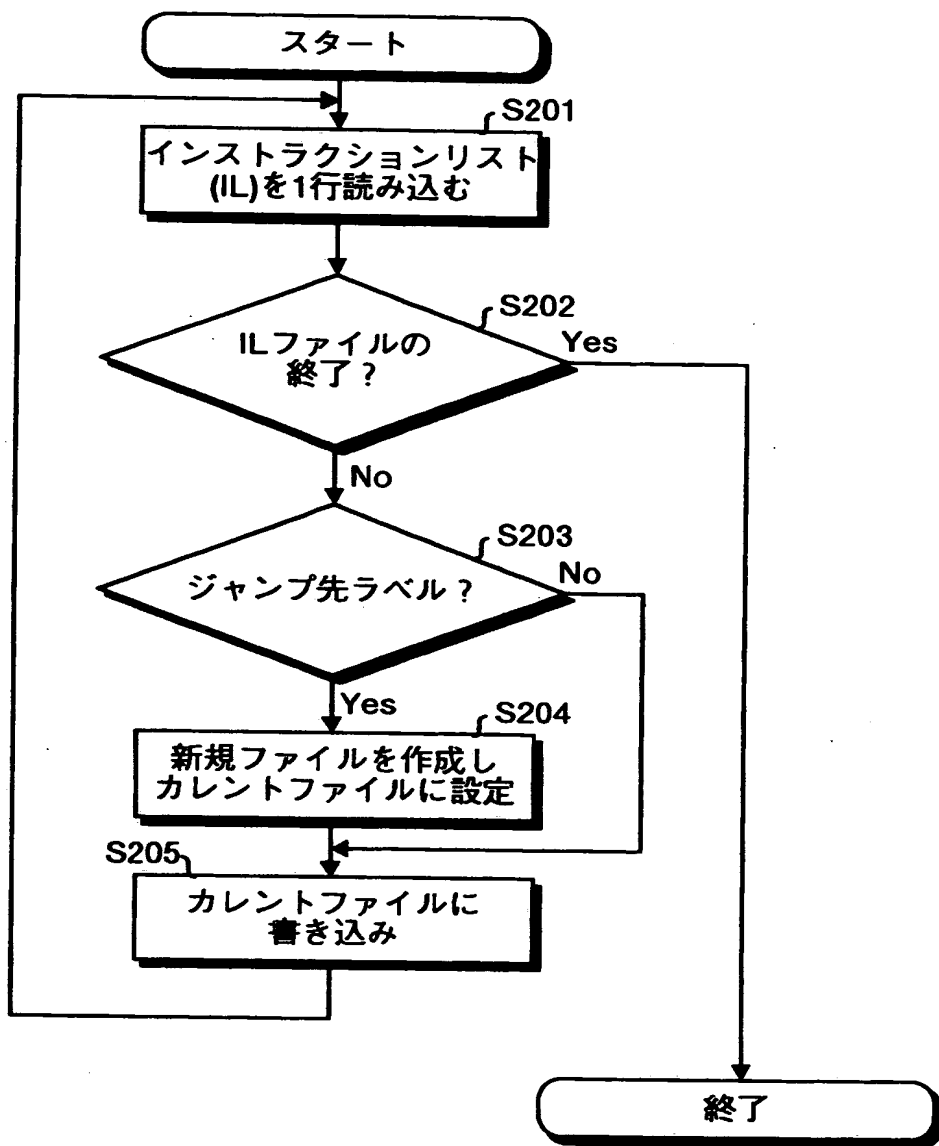 スタート
S201
インストラクションリスト
(IL)を1行読み込む
S202
ILファイルの
終了?
Yes
No
S203
ジャンプ先ラベル?
No
Yes
S204
新規ファイルを作成し
カレントファイルに設定
S205
カレントファイルに
書き込み
終了